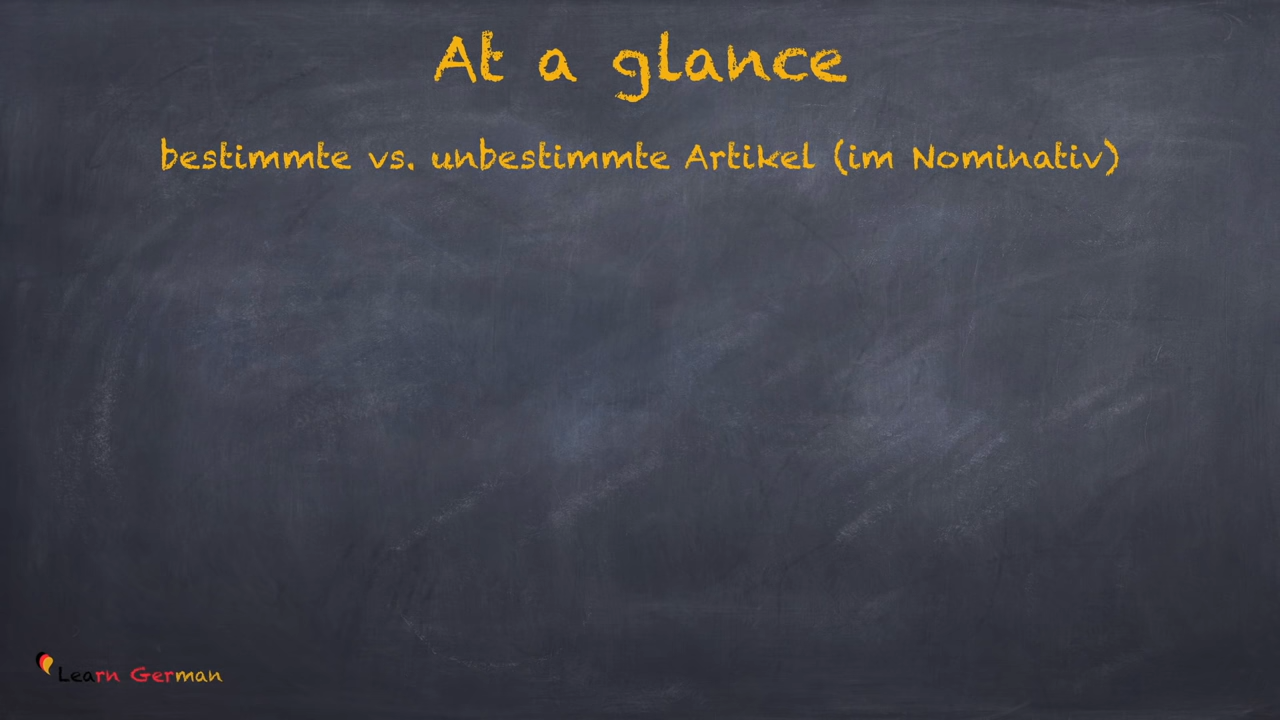 At a glance
bestimmte vs. unbestimmte Artikel (im Nominativ)
Learn German